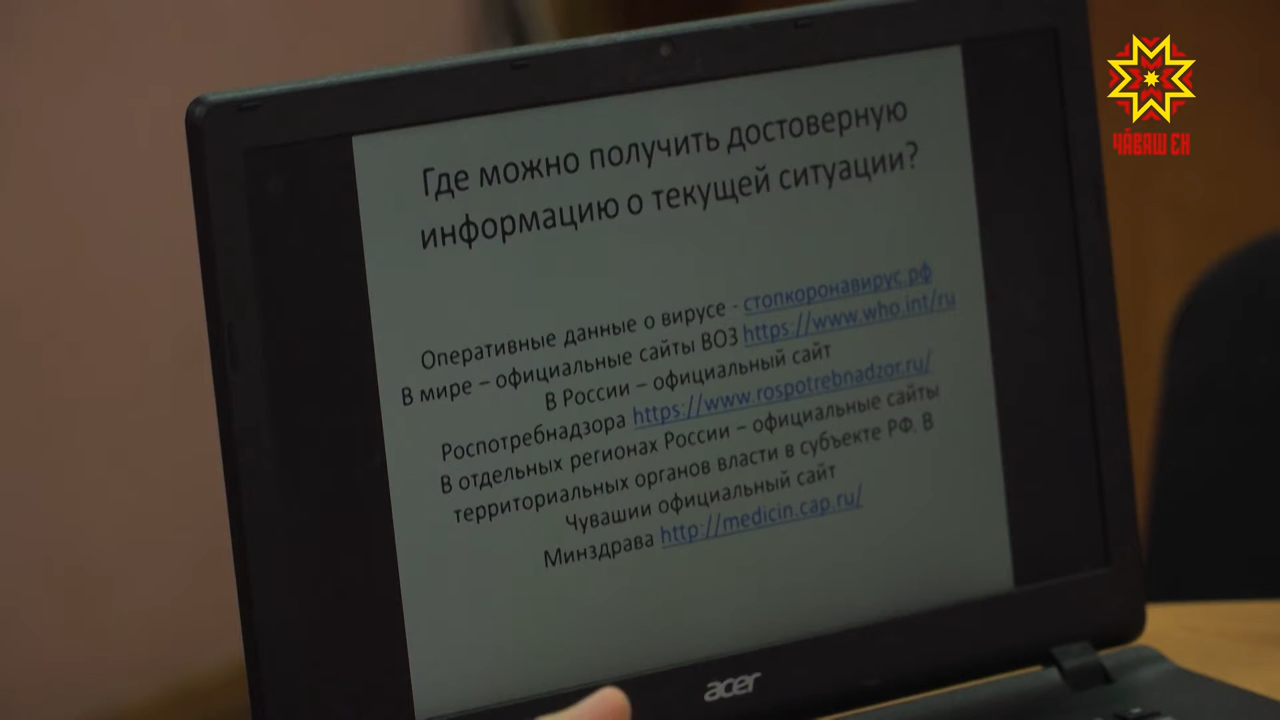 Где можно получить достоверную
информацию о текущей ситуации?
Оперативные данные о вирусе - стопкоронавирус.рф
В мире – официальные сайты ВОЗ https://www.who.int/ru
В России – официальный сайт
Роспотребнадзора https://www.rospotrebnadzor.ru/
В отдельных регионах России – официальные сайты
территориальных органов власти в субъекте РФ. В
Чувашии официальный сайт
Минздрава http://medicin.cap.ru/
acer
ЧӐВАШ ЕН